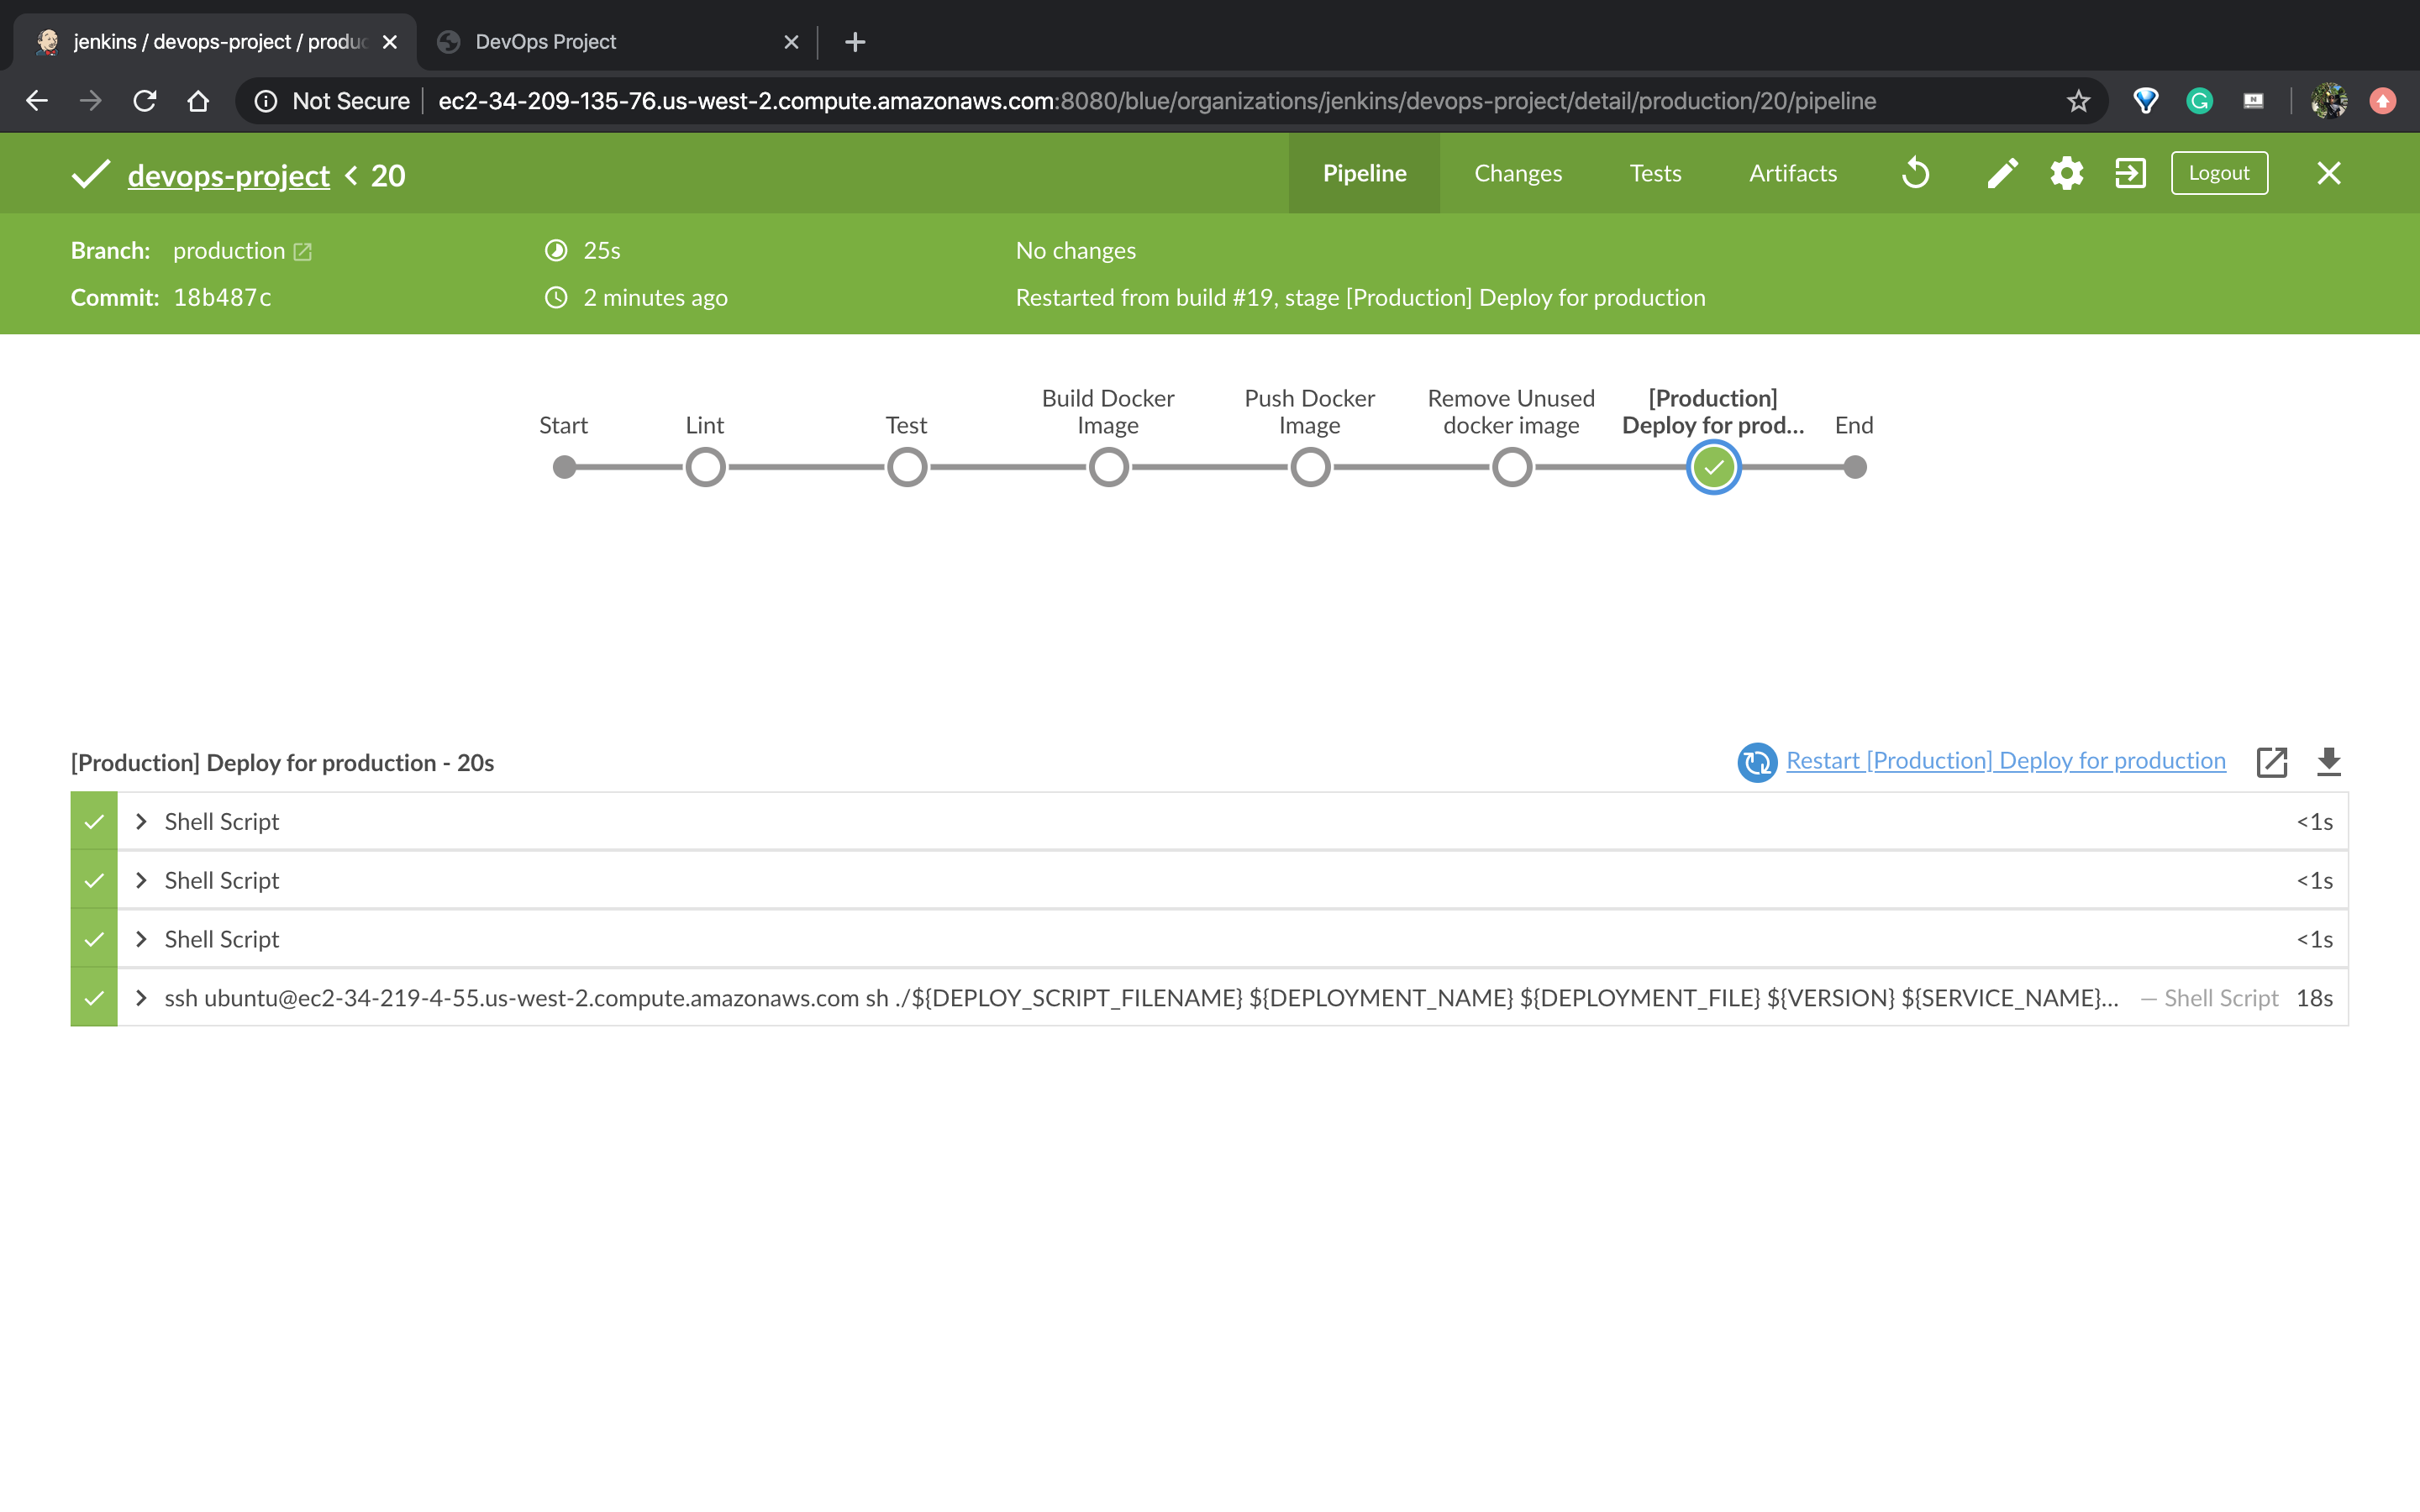 jenkins / devops-project / produc
DevOps Project
Not Secure
ec2-34-209-135-76.us-west-2.compute.amazonaws.com:8080/blue/organizations/jenkins/devops-project/detail/production/20/pipeline
devops-project < 20
Pipeline
Changes
Tests
Artifacts
Logout
Branch: production
25s
No changes
Commit: 18b487c
2 minutes ago
Restarted from build #19, stage [Production] Deploy for production
Start
Lint
Test
Build Docker
Image
Push Docker
Image
Remove Unused
docker image
[Production]
Deploy for prod...
End
[Production] Deploy for production - 20s
Restart [Production] Deploy for production
Shell Script <1s
Shell Script <1s
Shell Script <1s
ssh ubuntu@ec2-34-219-4-55.us-west-2.compute.amazonaws.com sh ./${DEPLOY_SCRIPT_FILENAME} ${DEPLOYMENT_NAME} ${DEPLOYMENT_FILE} ${VERSION} ${SERVICE_NAME}... — Shell Script 18s